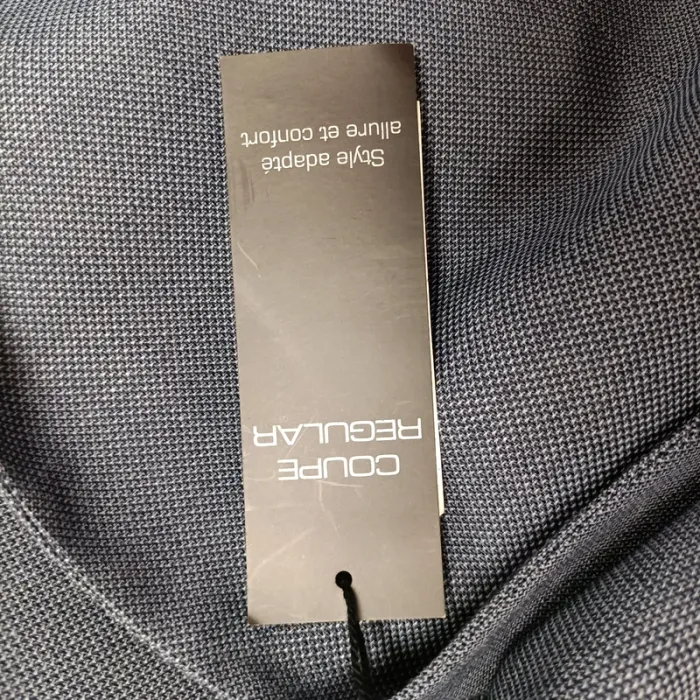 COUPE
REGULAR
Style adapté
allure et confort